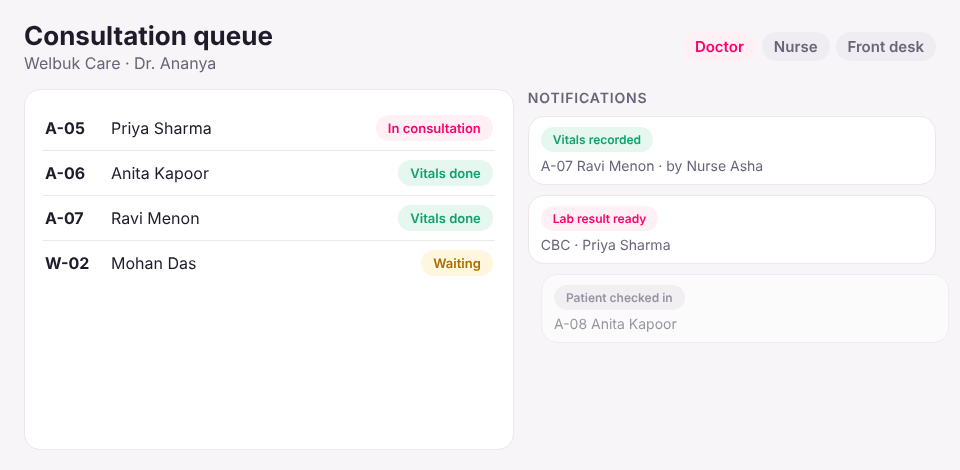 Consultation queue
Welbuk Care · Dr. Ananya
Doctor Nurse Front desk
A-05 Priya Sharma In consultation
A-06 Anita Kapoor Vitals done
A-07 Ravi Menon Vitals done
W-02 Mohan Das Waiting
NOTIFICATIONS
Vitals recorded
A-07 Ravi Menon · by Nurse Asha
Lab result ready
CBC · Priya Sharma
Patient checked in
A-08 Anita Kapoor